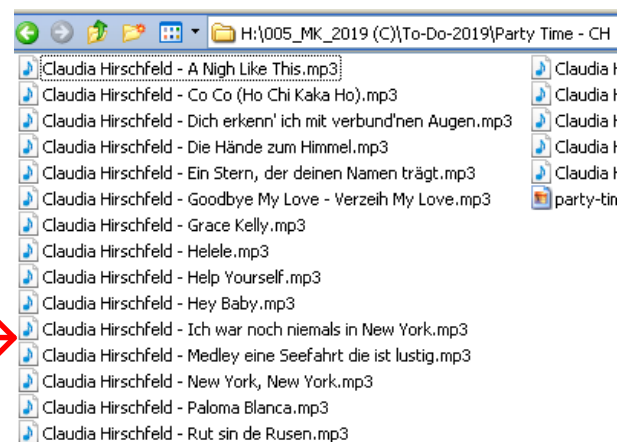 H:\005_MK_2019 (C)\To-Do-2019\Party Time - CH
Claudia Hirschfeld - A Nigh Like This.mp3
Claudia Hirschfeld - Co Co (Ho Chi Kaka Ho).mp3
Claudia Hirschfeld - Dich erkenn' ich mit verbund'nen Augen.mp3
Claudia Hirschfeld - Die Hände zum Himmel.mp3
Claudia Hirschfeld - Ein Stern, der deinen Namen trägt.mp3
Claudia Hirschfeld - Goodbye My Love - Verzeih My Love.mp3
Claudia Hirschfeld - Grace Kelly.mp3
Claudia Hirschfeld - Helele.mp3
Claudia Hirschfeld - Help Yourself.mp3
Claudia Hirschfeld - Hey Baby.mp3
Claudia Hirschfeld - Ich war noch niemals in New York.mp3
Claudia Hirschfeld - Medley eine Seefahrt die ist lustig.mp3
Claudia Hirschfeld - New York, New York.mp3
Claudia Hirschfeld - Paloma Blanca.mp3
Claudia Hirschfeld - Rut sin de Rusen.mp3
Claudia
Claudia
Claudia
Claudia
Claudia
party-tim